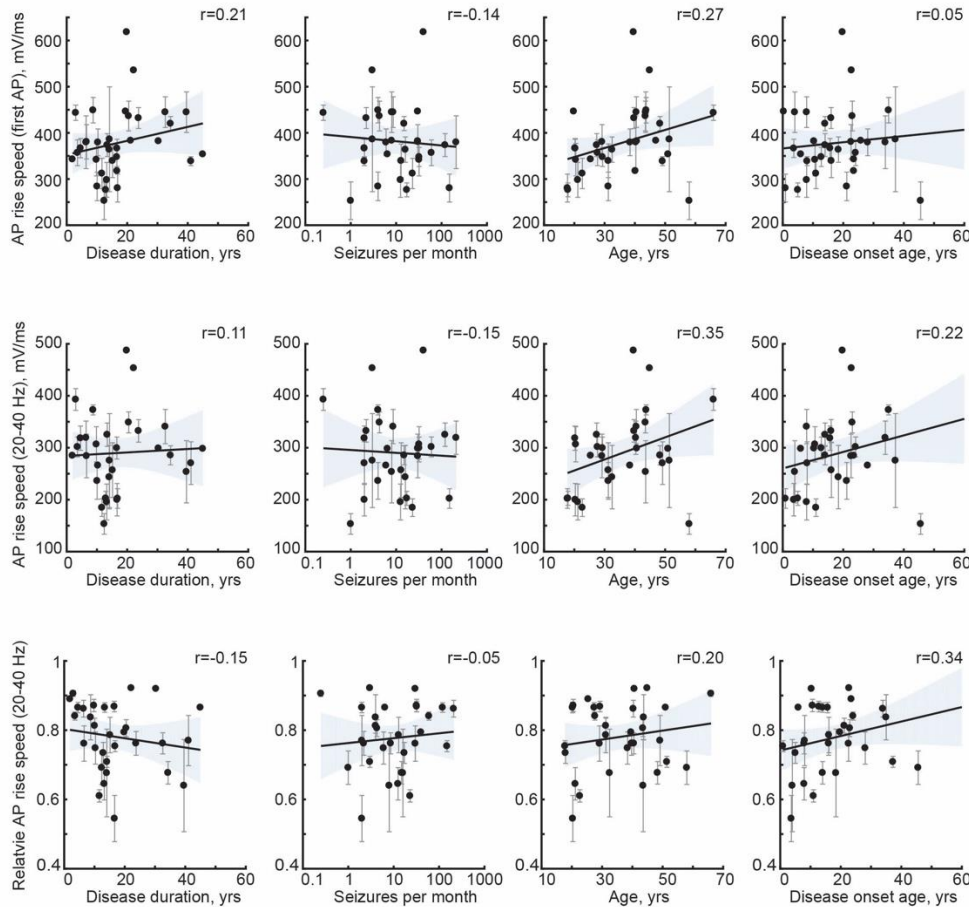 r=0.21 r=-0.14 r=0.27 r=0.05
AP rise speed (first AP), mV/ms
600
500
400
300
200
0 20 40 60
Disease duration, yrs
600
500
400
300
200
0.1 1 10 100 1000
Seizures per month
600
500
400
300
200
10 30 50 70
Age, yrs
600
500
400
300
200
0 20 40 60
Disease onset age, yrs
r=0.11 r=-0.15 r=0.35 r=0.22
AP rise speed (20-40 Hz), mV/ms
500
400
300
200
100
0 20 40 60
Disease duration, yrs
500
400
300
200
100
0.1 1 10 100 1000
Seizures per month
500
400
300
200
100
10 30 50 70
Age, yrs
500
400
300
200
100
0 20 40 60
Disease onset age, yrs
r=-0.15 r=-0.05 r=0.20 r=0.34
Relatvie AP rise speed (20-40 Hz)
1
0.8
0.6
0.4
0 20 40 60
Disease duration, yrs
1
0.8
0.6
0.4
0.1 1 10 100 1000
Seizures per month
1
0.8
0.6
0.4
10 30 50 70
Age, yrs
1
0.8
0.6
0.4
0 20 40 60
Disease onset age, yrs